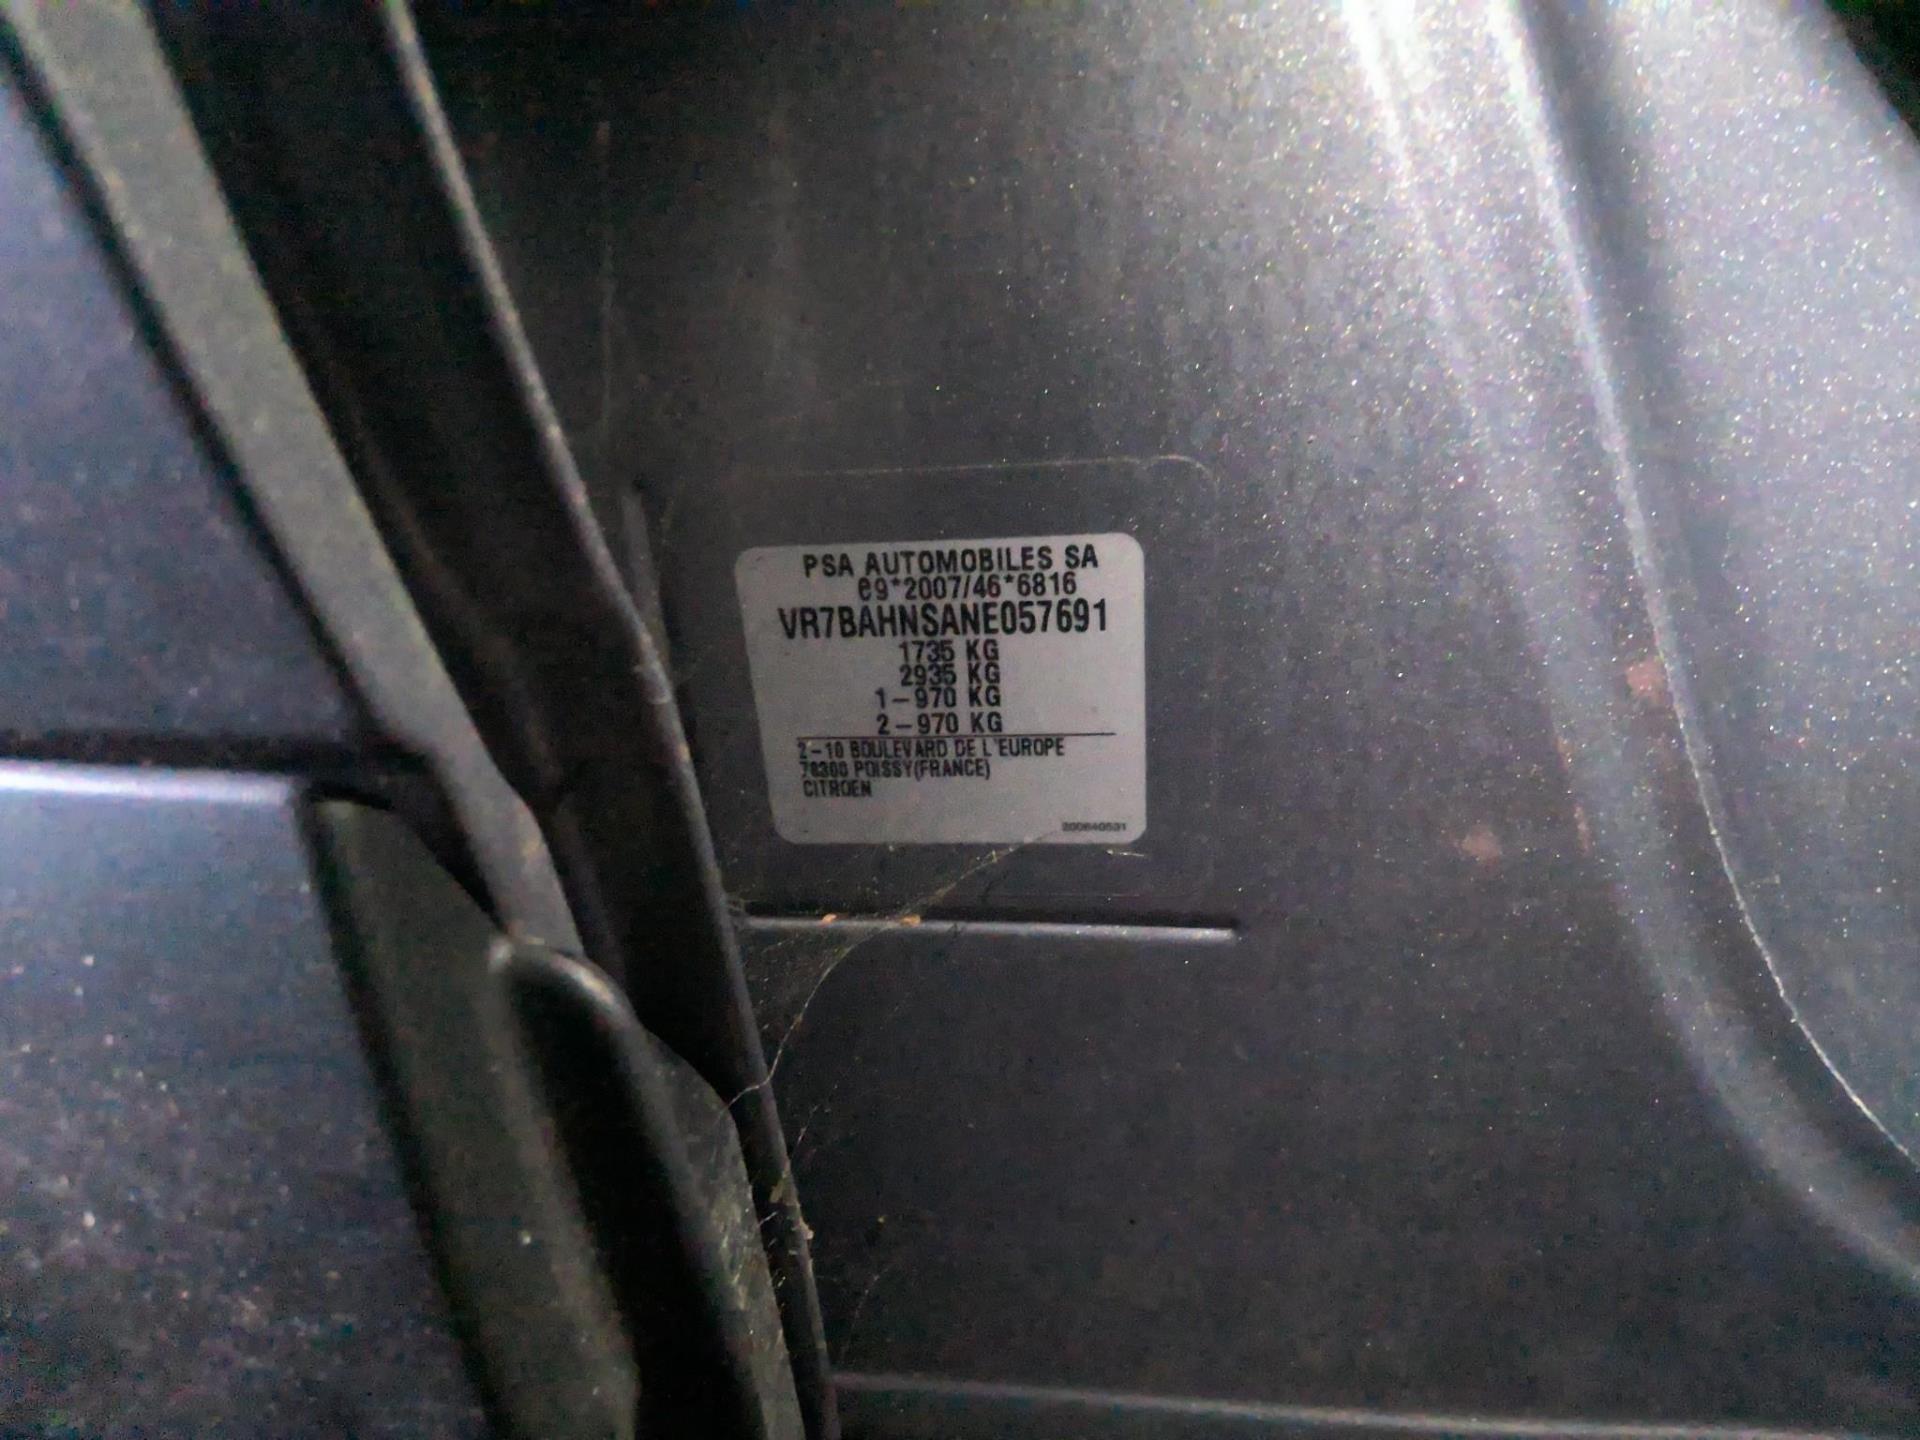 PSA AUTOMOBILES SA
e9*2007/46*6816
VR7BAHNSANE057691
1735 KG
2935 KG
1-970 KG
2-970 KG
2-10 BOULEVARD DE L'EUROPE
78300 POISSY(FRANCE)
CITROEN